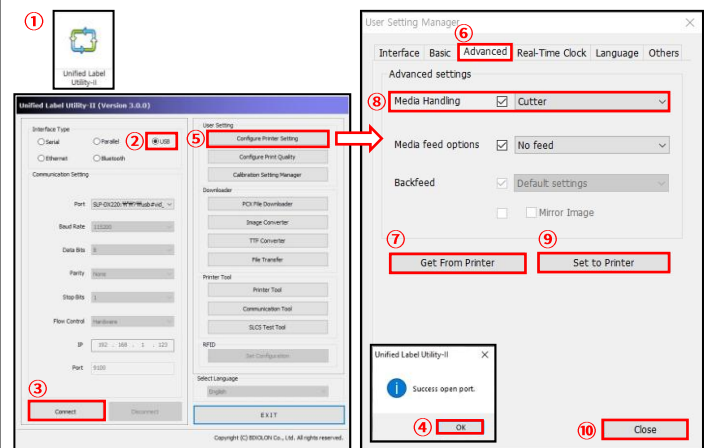 ①
Unified Label
Utility-II
Unified Label Utility-II (Version 3.0.0)
Interface Type
Serial
Parallel
②
USB
Ethernet
Bluetooth
Communication Setting
Port
Baud Rate
115200
Data Bits
8
Parity
None
Stop Bits
1
Flow Control
Hardware
IP
192 . 168 . 1 . 123
Port
9100
③
Connect
Disconnect
User Setting
⑤
Configure Printer Setting
Configure Print Quality
Calibration Setting Manager
Downloader
PCX File Downloader
Image Converter
TTF Converter
File Transfer
Printer Tool
Printer Tool
Communication Tool
SLCS Test Tool
RFID
Set Configuration
Select Language
English
EXIT
Copyright (C) BIXOLON Co., Ltd. All rights reserved.
User Setting Manager
⑥
Interface Basic Advanced Real-Time Clock Language Others
Advanced settings
⑧
Media Handling
Cutter
Media feed options
No feed
Backfeed
Default settings
Mirror Image
⑦
Get From Printer
⑨
Set to Printer
Unified Label Utility-II
Success open port.
④
OK
⑩
Close